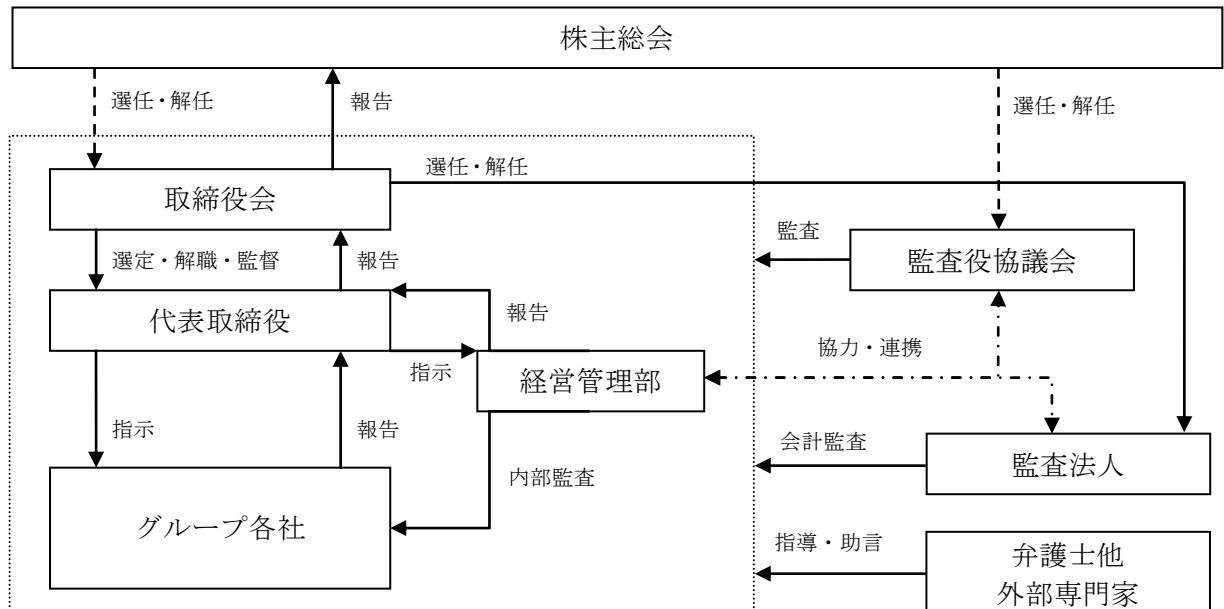 株主総会
選任・解任
報告
選任・解任
選任・解任
取締役会
監査
監査役協議会
選定・解職・監督
報告
代表取締役
報告
協力・連携
指示
経営管理部
指示
報告
会計監査
監査法人
内部監査
グループ各社
指導・助言
弁護士他
外部専門家